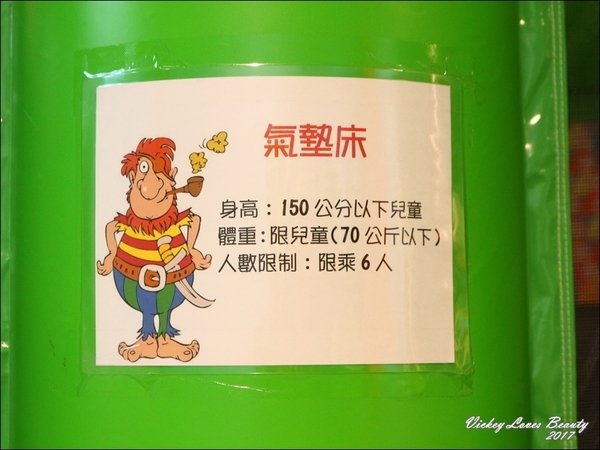 氣墊床
身高：150 公分以下兒童
體重：限兒童(70 公斤以下)
人數限制：限乘 6 人
Vickey Loves Beauty
2017